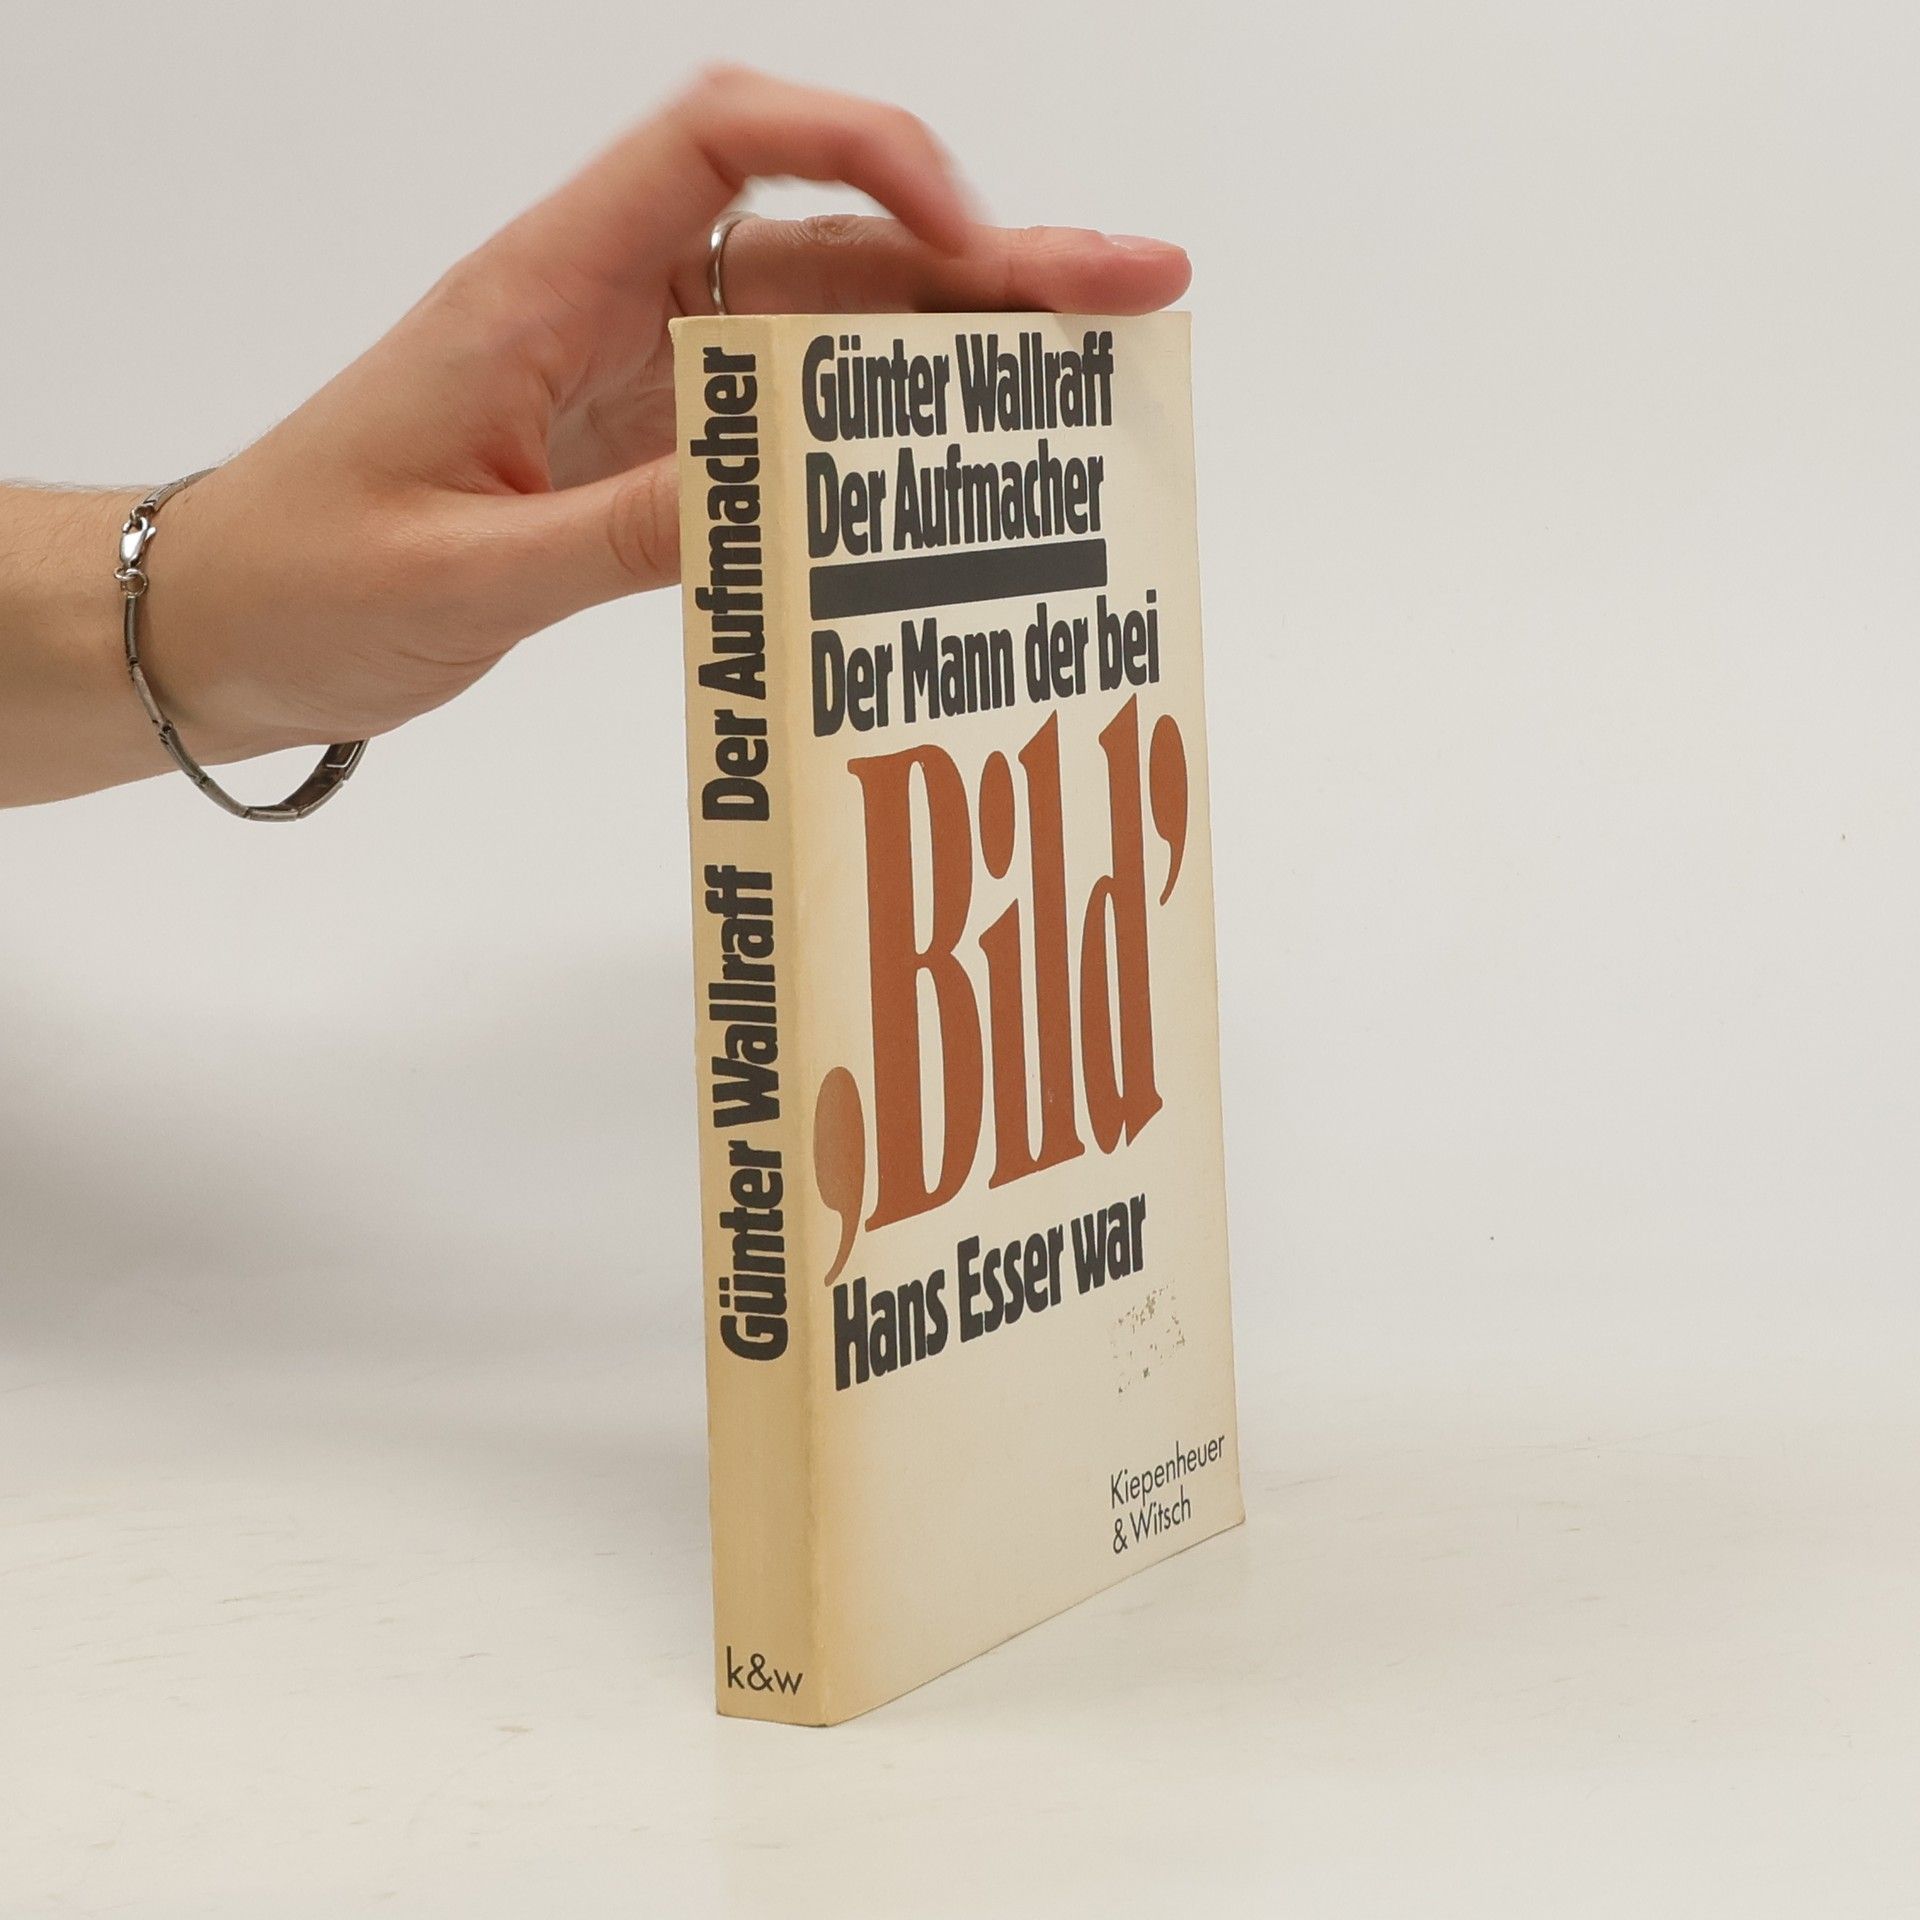 Günter Wallraff Der Aufmacher
k&w
Günter Wallraff
Der Aufmacher
Der Mann der bei
‚Bild’
Hans Esser war
Kiepenheuer
& Witsch